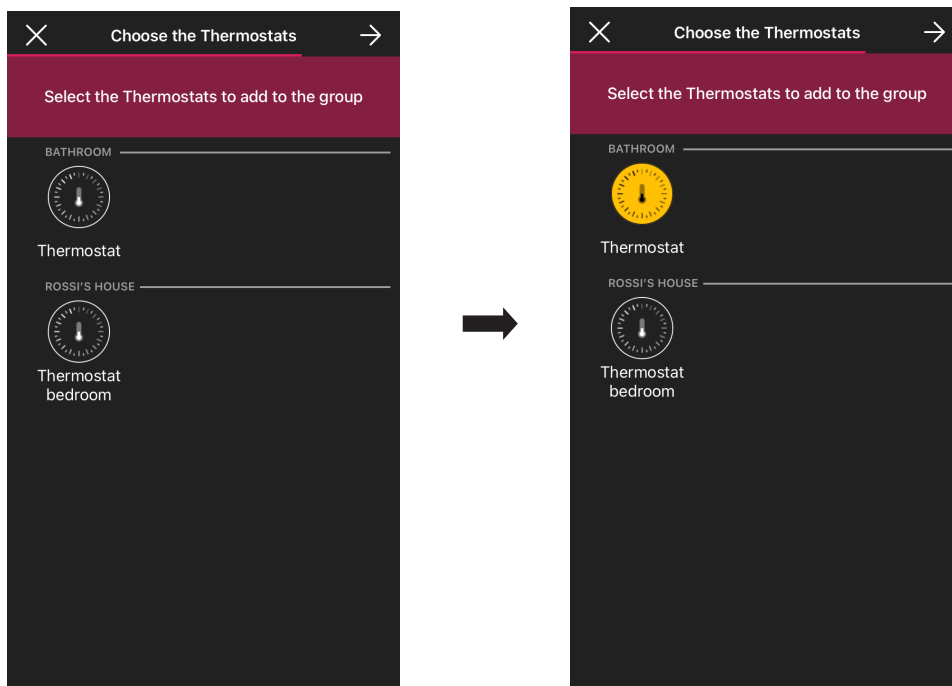 Choose the Thermostats
Select the Thermostats to add to the group
BATHROOM
Thermostat
ROSSI'S HOUSE
Thermostat
bedroom
Choose the Thermostats
Select the Thermostats to add to the group
BATHROOM
Thermostat
ROSSI'S HOUSE
Thermostat
bedroom